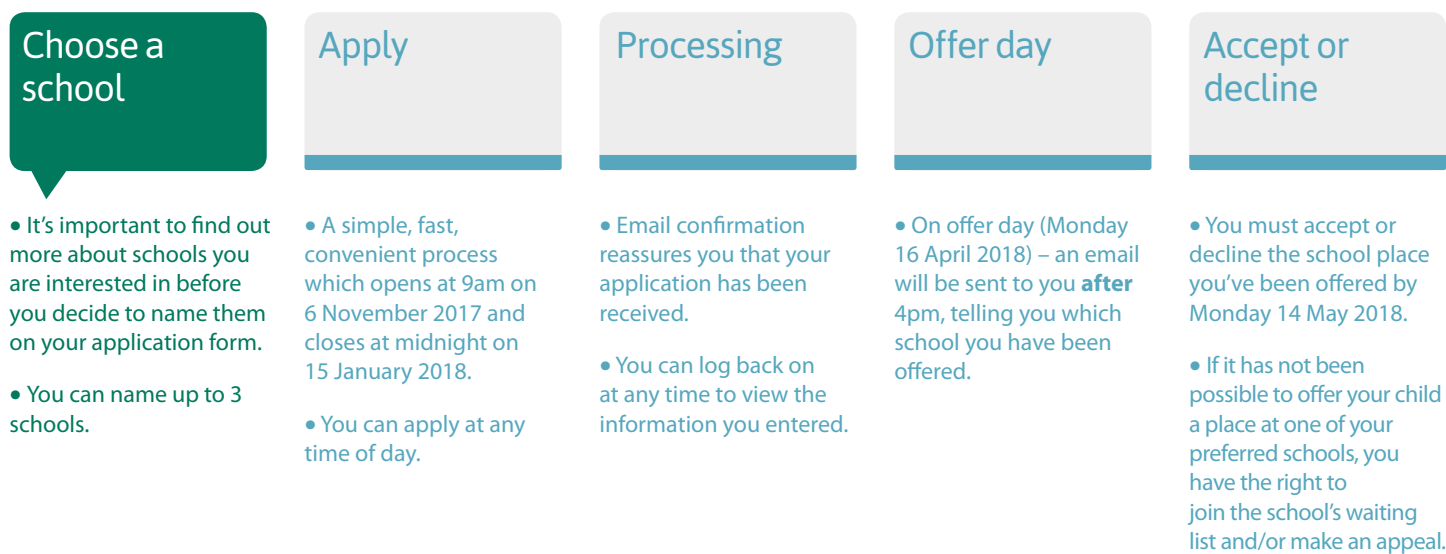 Choose a
school
• It's important to find out
more about schools you
are interested in before
you decide to name them
on your application form.
• You can name up to 3
schools.
Apply
• A simple, fast,
convenient process
which opens at 9am on
6 November 2017 and
closes at midnight on
15 January 2018.
• You can apply at any
time of day.
Processing
• Email confirmation
reassures you that your
application has been
received.
• You can log back on
at any time to view the
information you entered.
Offer day
• On offer day (Monday
16 April 2018) – an email
will be sent to you after
4pm, telling you which
school you have been
offered.
Accept or
decline
• You must accept or
decline the school place
you've been offered by
Monday 14 May 2018.
• If it has not been
possible to offer your child
a place at one of your
preferred schools, you
have the right to
join the school's waiting
list and/or make an appeal.